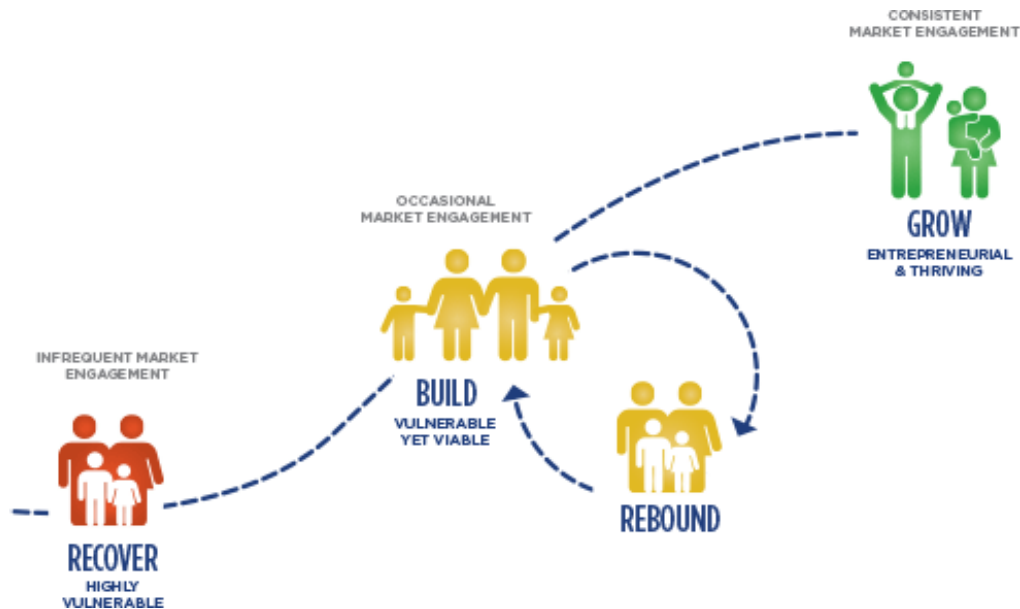 CONSISTENT
MARKET ENGAGEMENT
GROW
ENTREPRENEURIAL
& THRIVING
OCCASIONAL
MARKET ENGAGEMENT
BUILD
VULNERABLE
YET VIABLE
REBOUND
INFREQUENT MARKET
ENGAGEMENT
RECOVER
HIGHLY
VULNERABLE